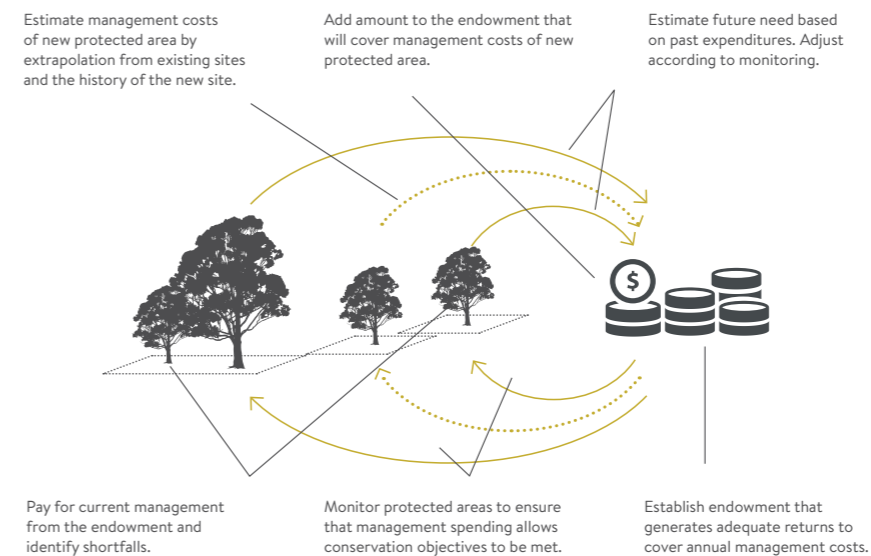 Estimate management costs
of new protected area by
extrapolation from existing sites
and the history of the new site.
Add amount to the endowment that
will cover management costs of new
protected area.
Estimate future need based
on past expenditures. Adjust
according to monitoring.
$
Pay for current management
from the endowment and
identify shortfalls.
Monitor protected areas to ensure
that management spending allows
conservation objectives to be met.
Establish endowment that
generates adequate returns to
cover annual management costs.